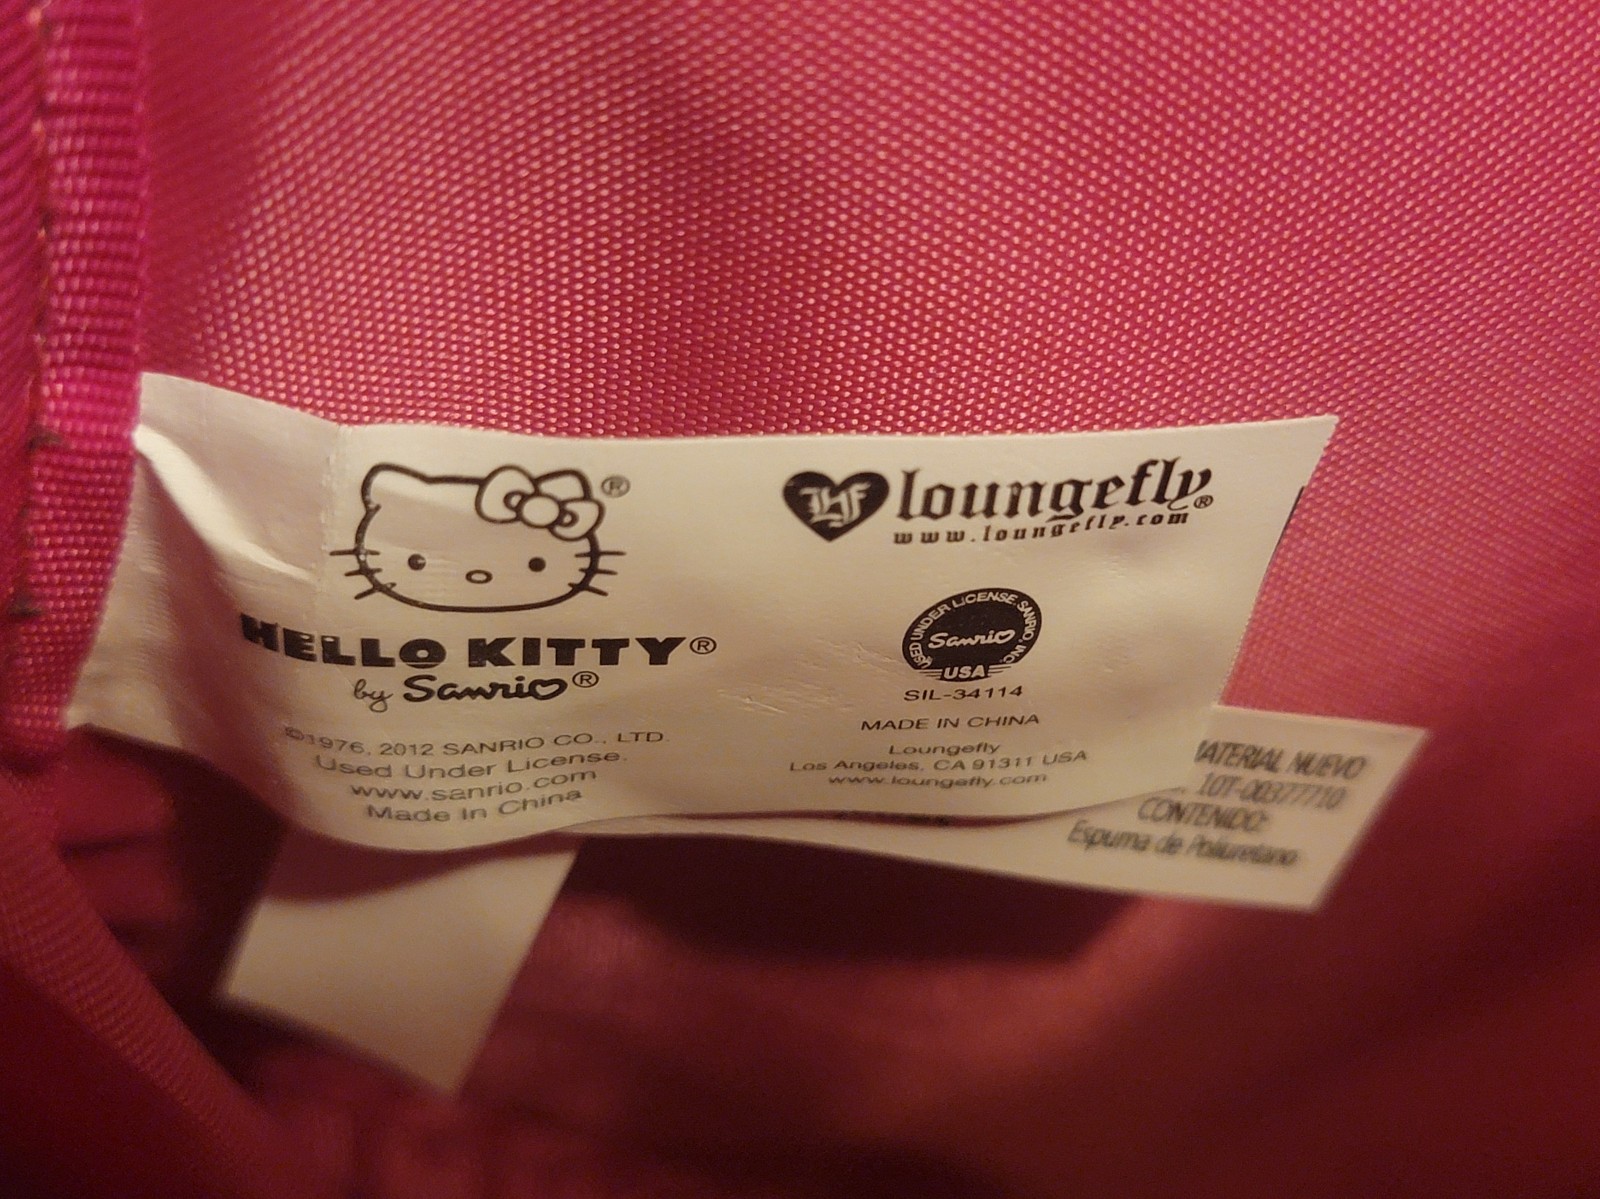 HELLO KITTY®
by Sanrio®
©1976, 2012 SANRIO CO., LTD.
Used Under License.
www.sanrio.com
Made In China
LF loungefly®
www.loungefly.com
USED UNDER LICENSE SANRIO, INC.
Sanrio
USA
SIL-34114
MADE IN CHINA
Loungefly
Los Angeles, CA 91311 USA
www.loungefly.com
MATERIAL NUEVO
10T-00377710
CONTENIDO:
Espuma de Poliuretano